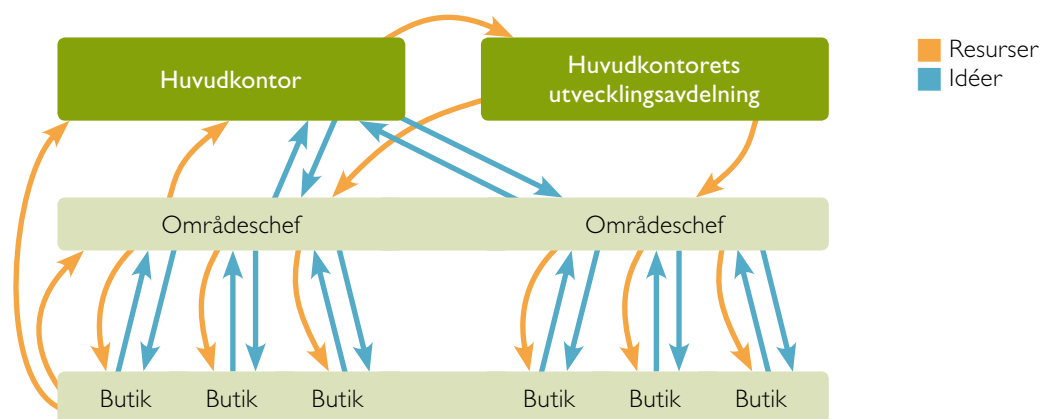 Huvudkontor
Huvudkontorets
utvecklingsavdelning
Resurser
Idéer
Områdeschef
Områdeschef
Butik
Butik
Butik
Butik
Butik
Butik